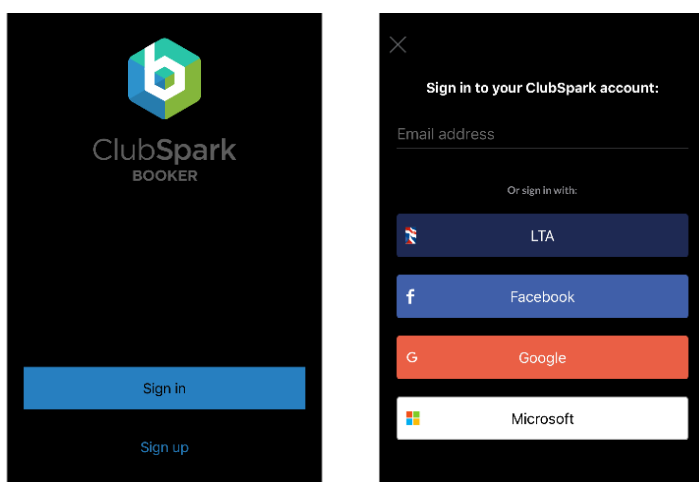 ClubSpark
BOOKER
Sign in
Sign up
Sign in to your ClubSpark account:
Email address
Or sign in with:
LTA
Facebook
Google
Microsoft